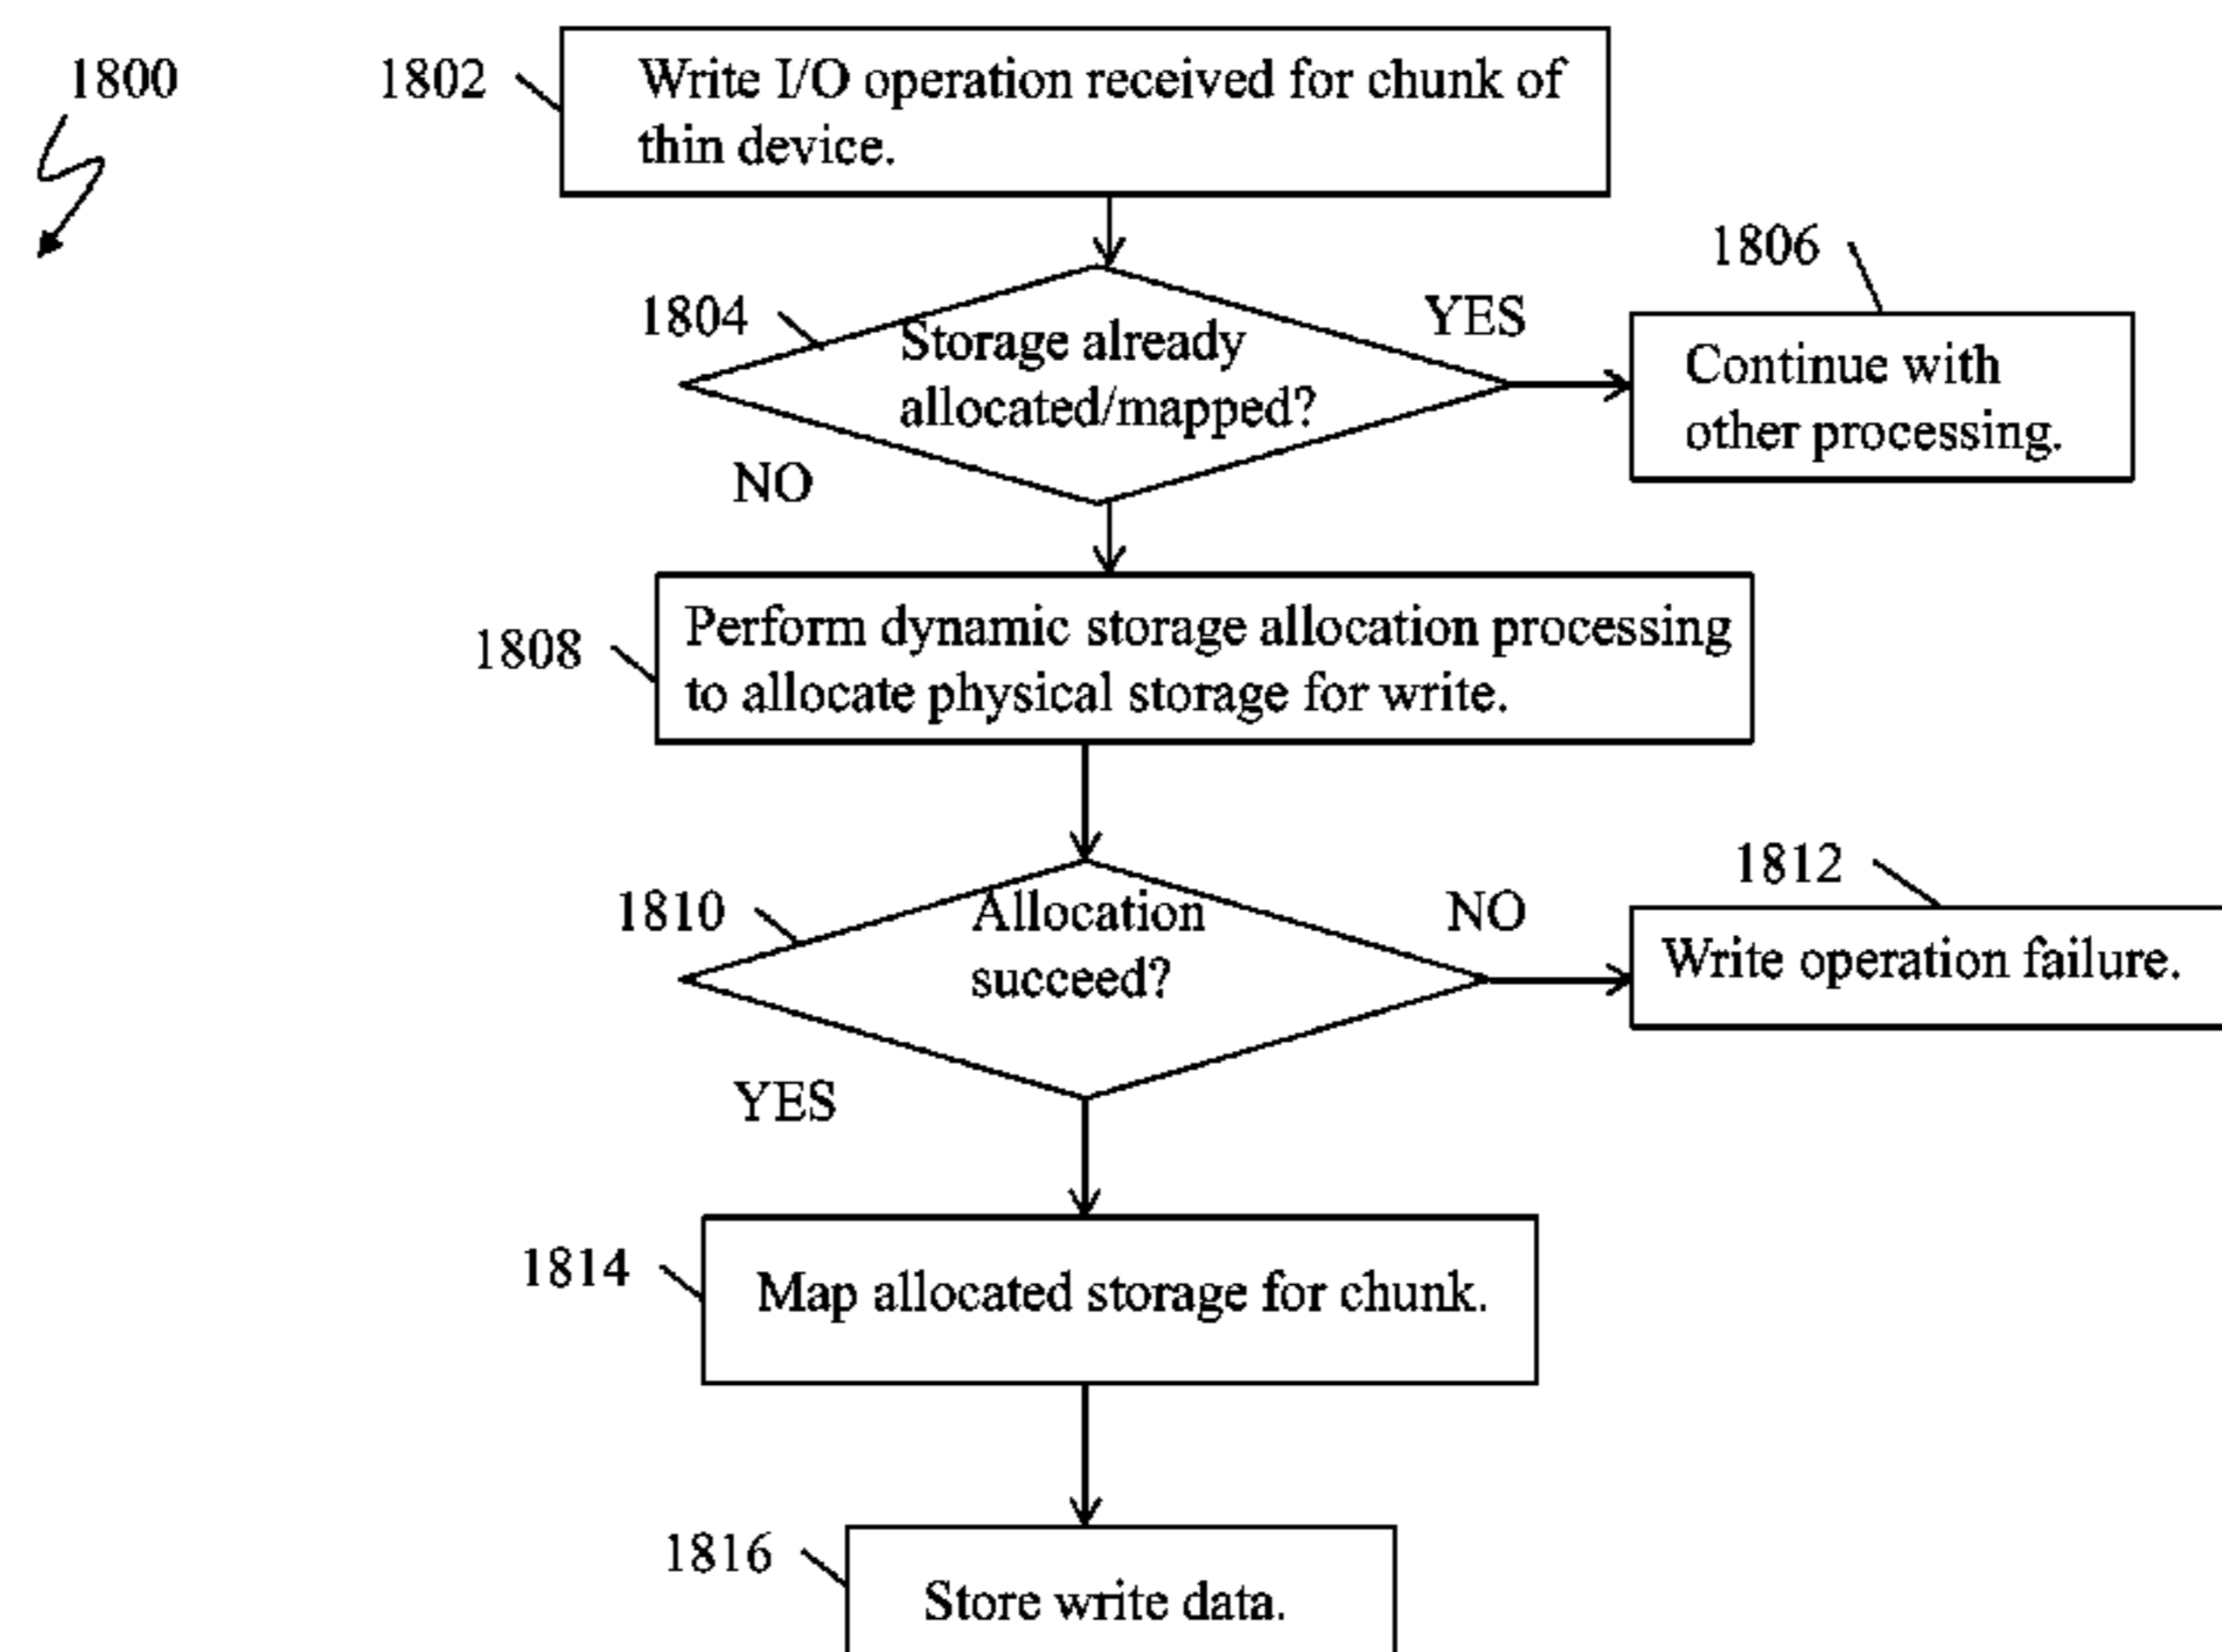 1800
1802
Write I/O operation received for chunk of
thin device.
1804
Storage already
allocated/mapped?
YES
1806
Continue with
other processing.
NO
1808
Perform dynamic storage allocation processing
to allocate physical storage for write.
1810
Allocation
succeed?
NO
1812
Write operation failure.
YES
1814
Map allocated storage for chunk.
1816
Store write data.